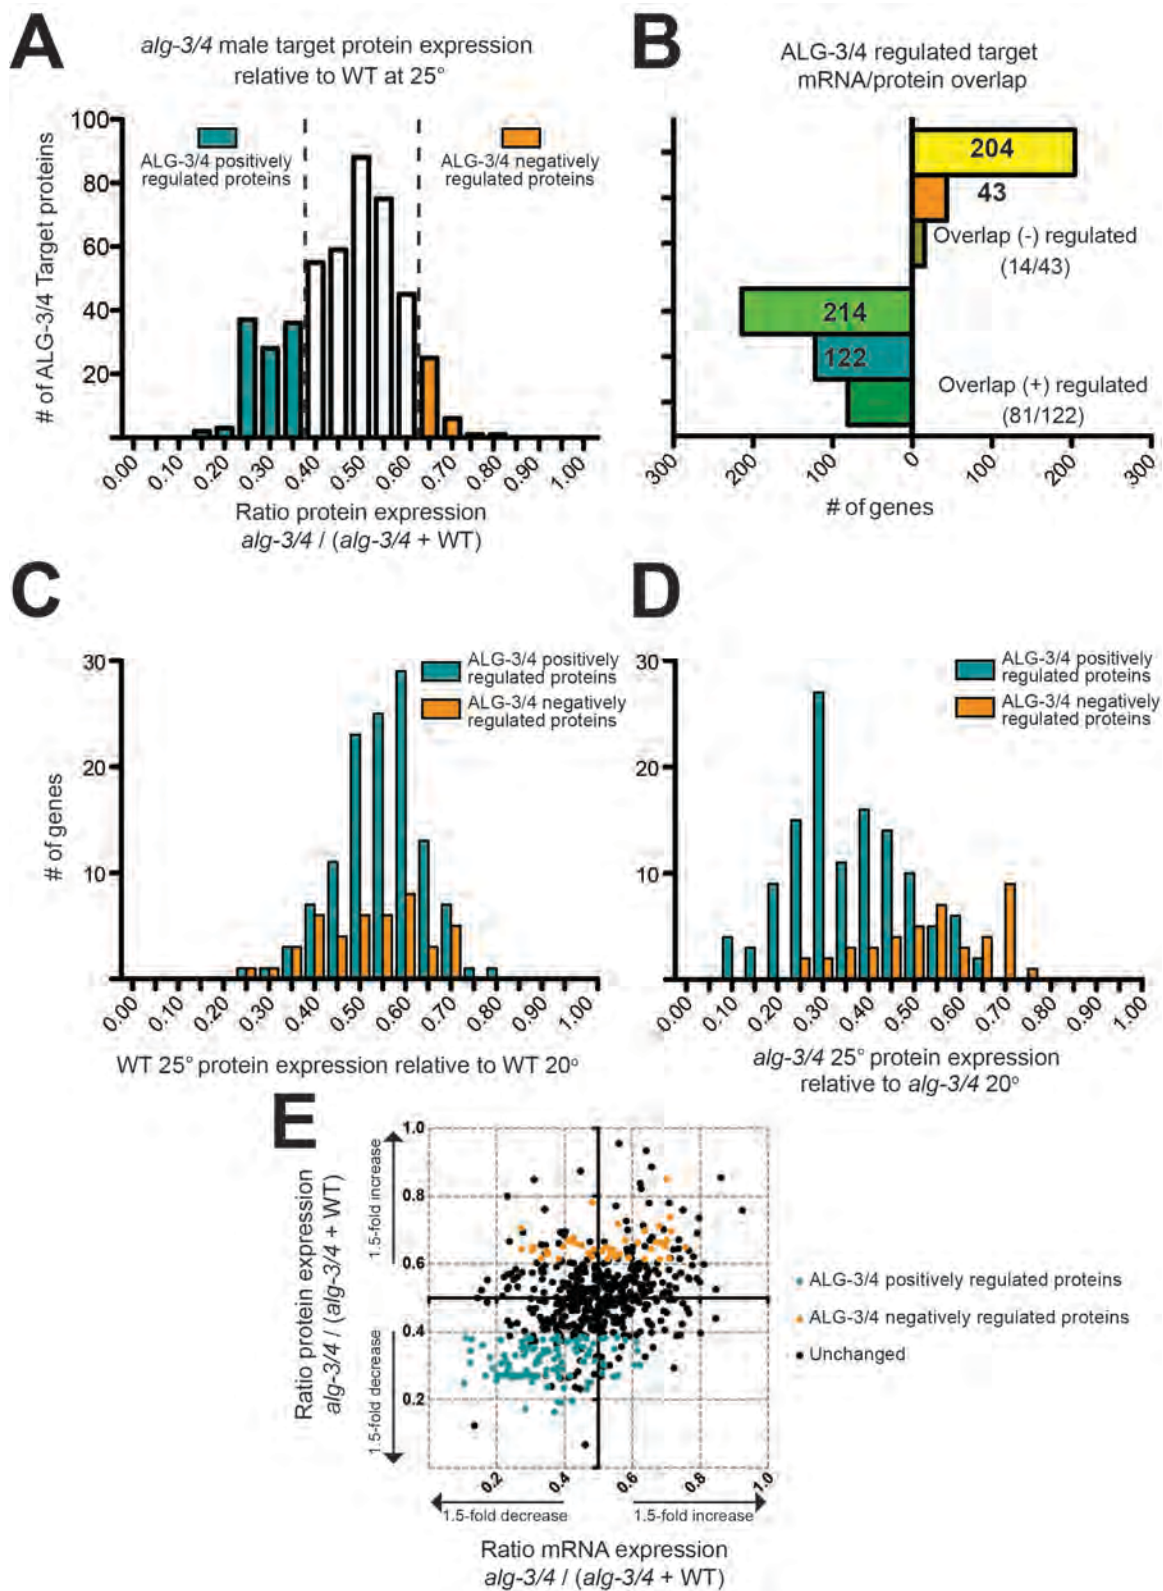 A
alg-3/4 male target protein expression
relative to WT at 25°
ALG-3/4 positively
regulated proteins
ALG-3/4 negatively
regulated proteins
# of ALG-3/4 Target proteins
100
80
60
40
20
0.00
0.10
0.20
0.30
0.40
0.50
0.60
0.70
0.80
0.90
1.00
Ratio protein expression
alg-3/4 / (alg-3/4 + WT)
B
ALG-3/4 regulated target
mRNA/protein overlap
204
43
Overlap (-) regulated
(14/43)
214
122
Overlap (+) regulated
(81/122)
300
200
100
0
100
200
300
# of genes
C
ALG-3/4 positively
regulated proteins
ALG-3/4 negatively
regulated proteins
# of genes
30
20
10
0
0.00
0.10
0.20
0.30
0.40
0.50
0.60
0.70
0.80
0.90
1.00
WT 25° protein expression relative to WT 20°
D
ALG-3/4 positively
regulated proteins
ALG-3/4 negatively
regulated proteins
30
20
10
0.00
0.10
0.20
0.30
0.40
0.50
0.60
0.70
0.80
0.90
1.00
alg-3/4 25° protein expression
relative to alg-3/4 20°
E
Ratio protein expression
alg-3/4 / (alg-3/4 + WT)
1.5-fold increase
1.5-fold decrease
1.0
0.8
0.6
0.4
0.2
0.2
0.4
0.6
0.8
1.0
1.5-fold decrease
1.5-fold increase
Ratio mRNA expression
alg-3/4 / (alg-3/4 + WT)
ALG-3/4 positively regulated proteins
ALG-3/4 negatively regulated proteins
Unchanged